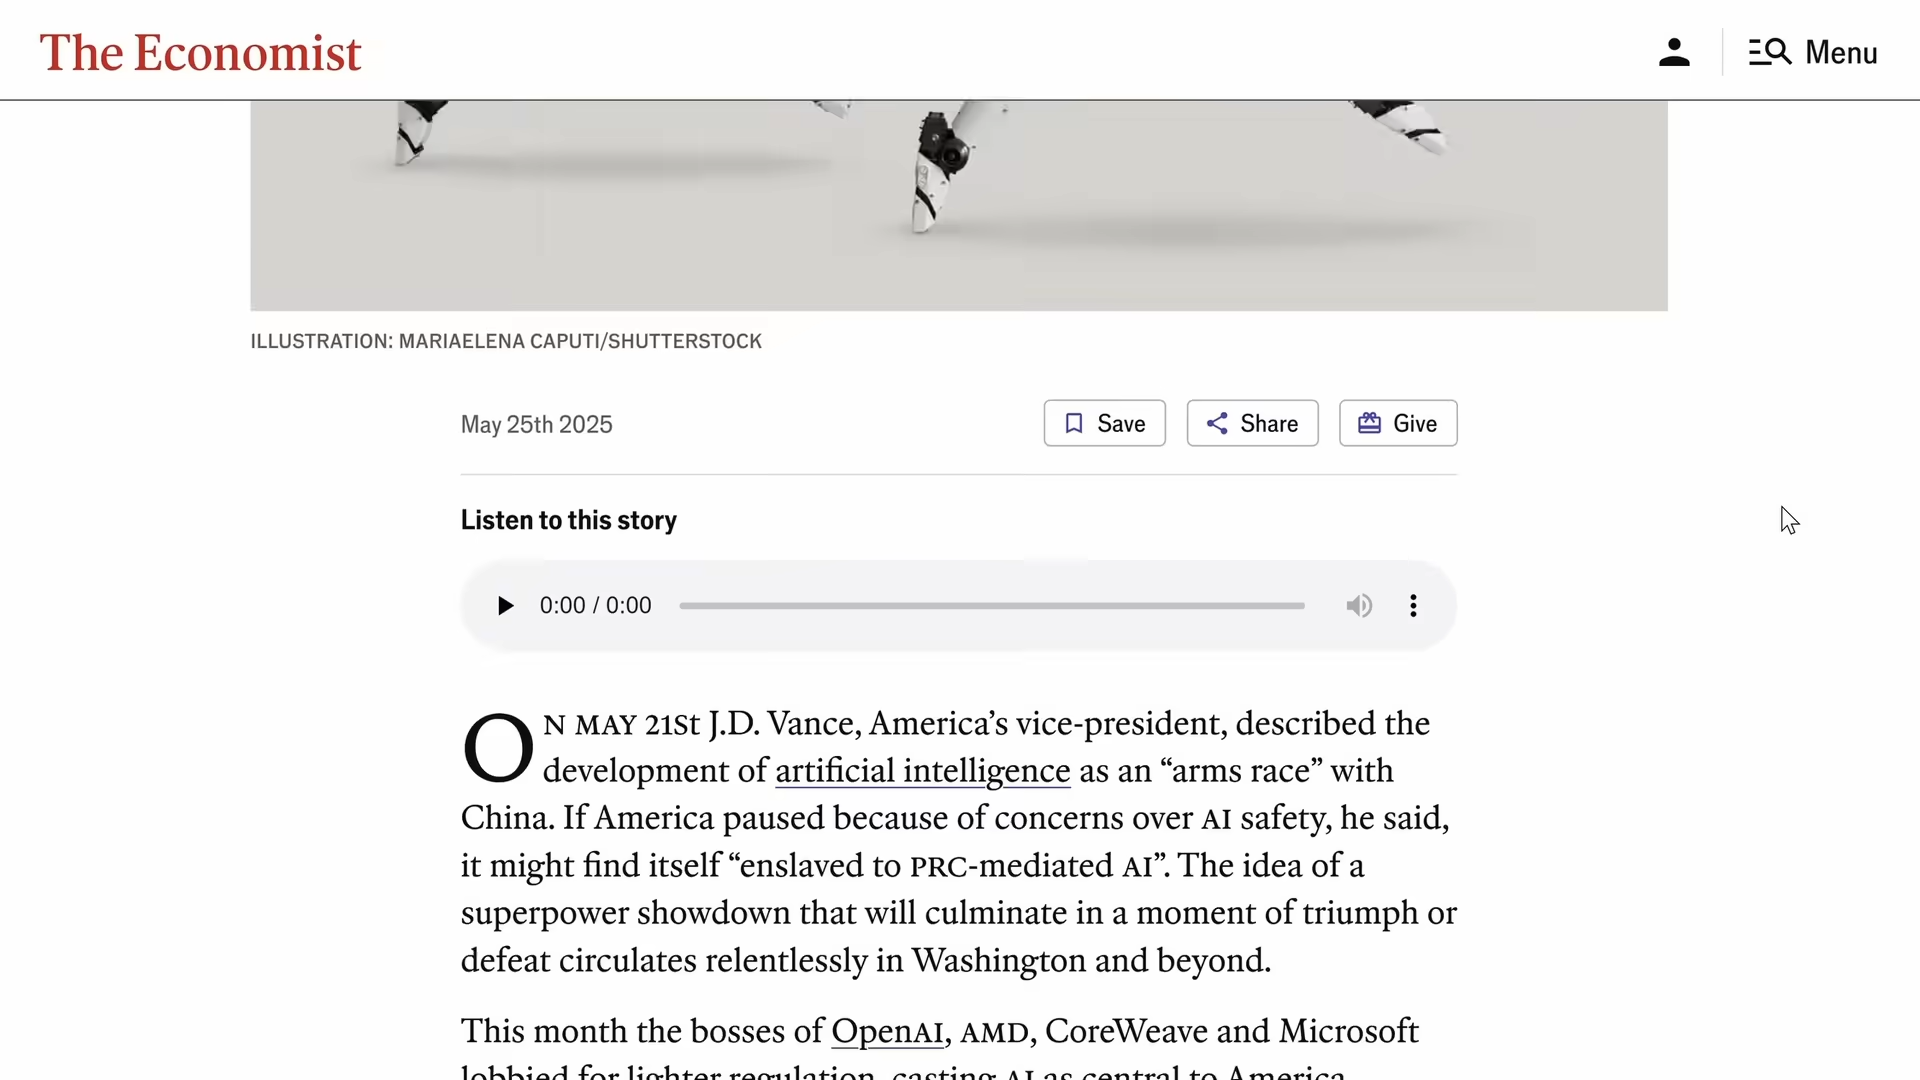 The Economist
Menu
ILLUSTRATION: MARIAELENA CAPUTI/SHUTTERSTOCK
May 25th 2025
Save
Share
Give
Listen to this story
0:00 / 0:00
ON MAY 21St J.D. Vance, America’s vice-president, described the
development of artificial intelligence as an “arms race” with
China. If America paused because of concerns over AI safety, he said,
it might find itself “enslaved to PRC-mediated AI”. The idea of a
superpower showdown that will culminate in a moment of triumph or
defeat circulates relentlessly in Washington and beyond.
This month the bosses of OpenAI, AMD, CoreWeave and Microsoft
lobbied for lighter regulation, casting AI as central to America